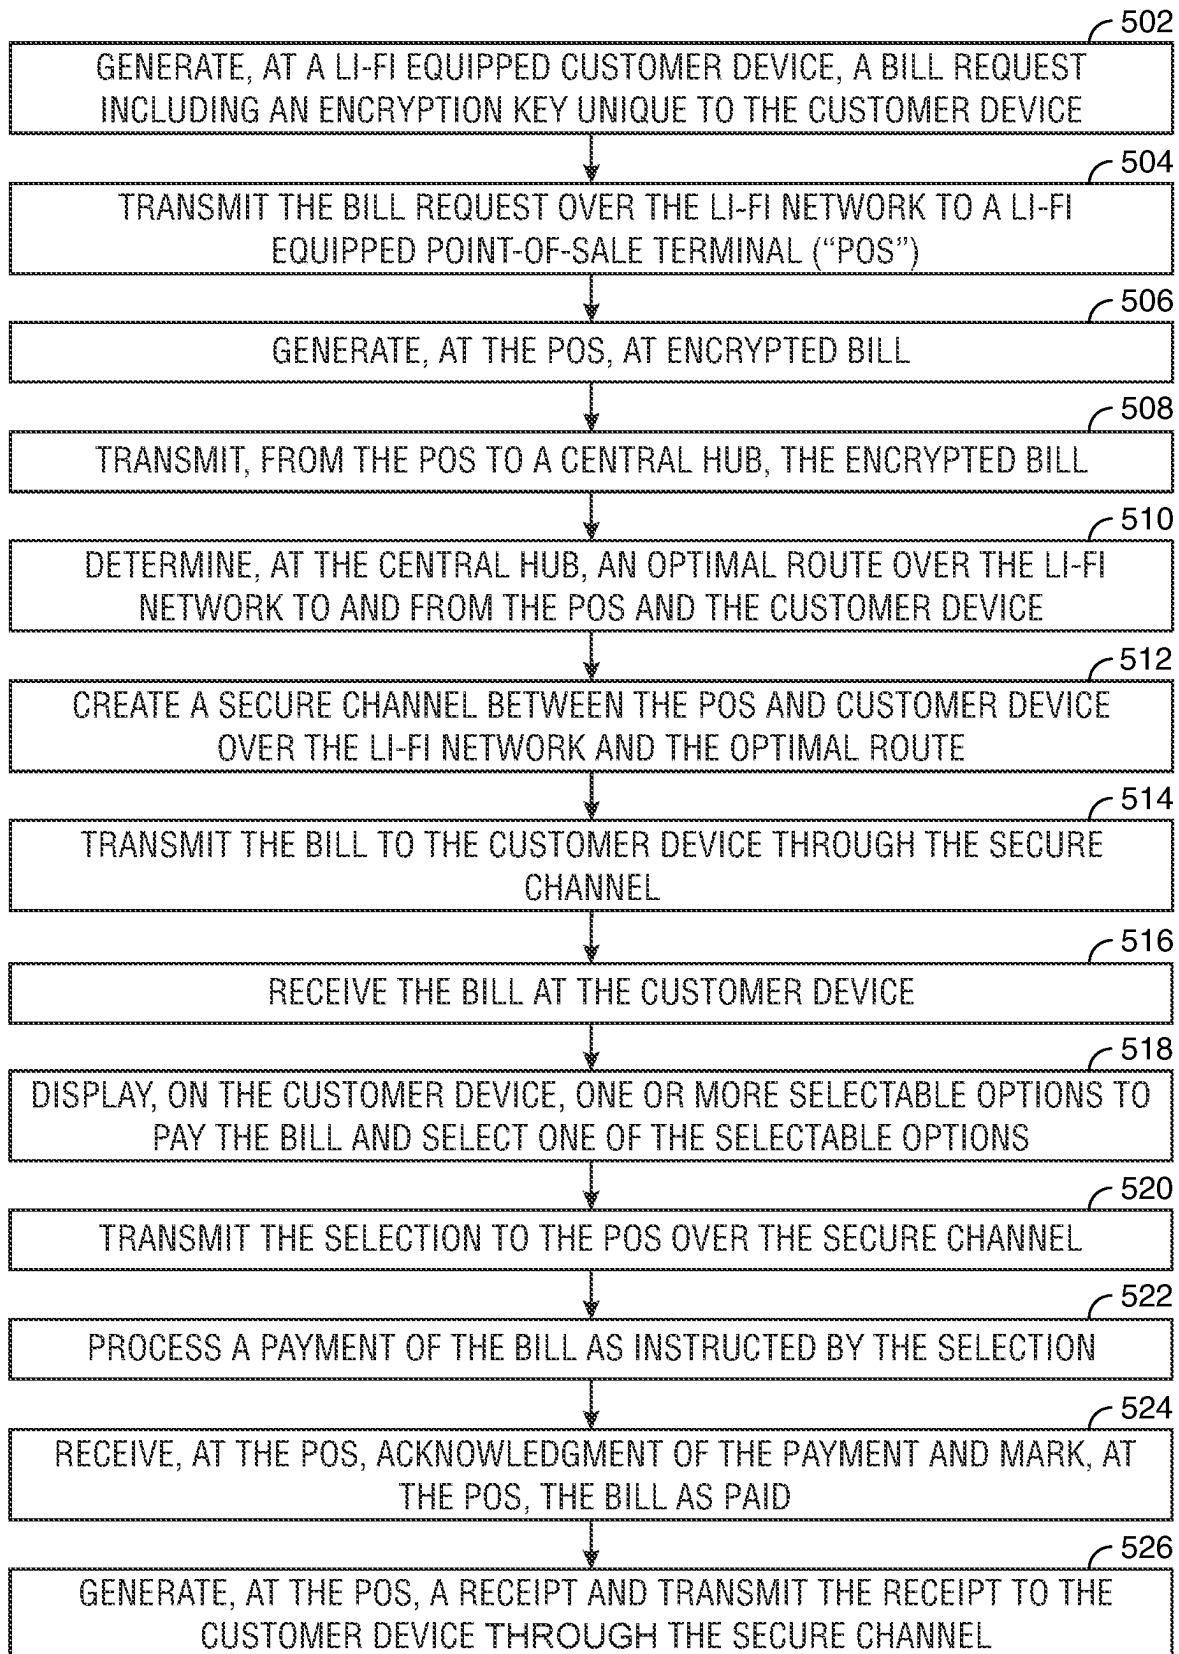 502
GENERATE, AT A LI-FI EQUIPPED CUSTOMER DEVICE, A BILL REQUEST
INCLUDING AN ENCRYPTION KEY UNIQUE TO THE CUSTOMER DEVICE
504
TRANSMIT THE BILL REQUEST OVER THE LI-FI NETWORK TO A LI-FI
EQUIPPED POINT-OF-SALE TERMINAL (“POS”)
506
GENERATE, AT THE POS, AT ENCRYPTED BILL
508
TRANSMIT, FROM THE POS TO A CENTRAL HUB, THE ENCRYPTED BILL
510
DETERMINE, AT THE CENTRAL HUB, AN OPTIMAL ROUTE OVER THE LI-FI
NETWORK TO AND FROM THE POS AND THE CUSTOMER DEVICE
512
CREATE A SECURE CHANNEL BETWEEN THE POS AND CUSTOMER DEVICE
OVER THE LI-FI NETWORK AND THE OPTIMAL ROUTE
514
TRANSMIT THE BILL TO THE CUSTOMER DEVICE THROUGH THE SECURE
CHANNEL
516
RECEIVE THE BILL AT THE CUSTOMER DEVICE
518
DISPLAY, ON THE CUSTOMER DEVICE, ONE OR MORE SELECTABLE OPTIONS TO
PAY THE BILL AND SELECT ONE OF THE SELECTABLE OPTIONS
520
TRANSMIT THE SELECTION TO THE POS OVER THE SECURE CHANNEL
522
PROCESS A PAYMENT OF THE BILL AS INSTRUCTED BY THE SELECTION
524
RECEIVE, AT THE POS, ACKNOWLEDGMENT OF THE PAYMENT AND MARK, AT
THE POS, THE BILL AS PAID
526
GENERATE, AT THE POS, A RECEIPT AND TRANSMIT THE RECEIPT TO THE
CUSTOMER DEVICE THROUGH THE SECURE CHANNEL